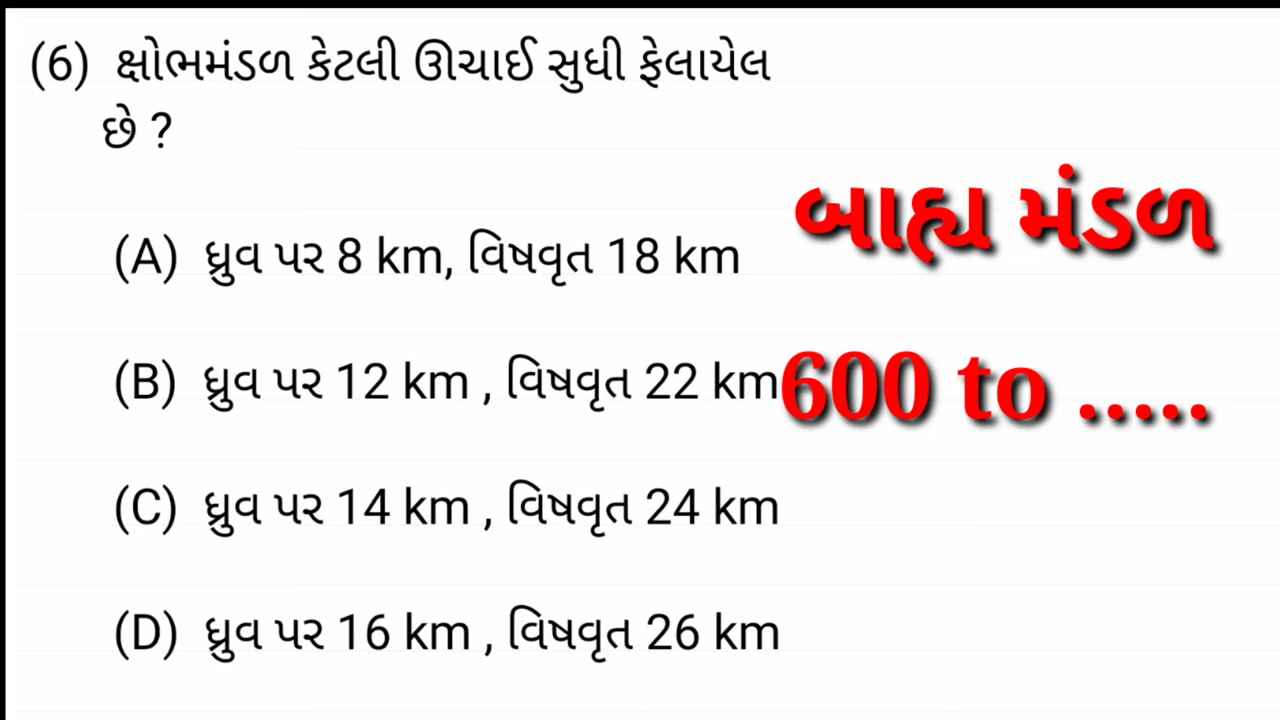 (6) ક્ષોભમંડળ કેટલી ઊચાઈ સુધી ફેલાયેલ
છે ?
(A) ધ્રુવ પર 8 km, વિષવૃત 18 km
(B) ધ્રુવ પર 12 km , વિષવૃત 22 km
(C) ધ્રુવ પર 14 km , વિષવૃત 24 km
(D) ધ્રુવ પર 16 km , વિષવૃત 26 km
બાહ્ય મંડળ
600 to .....